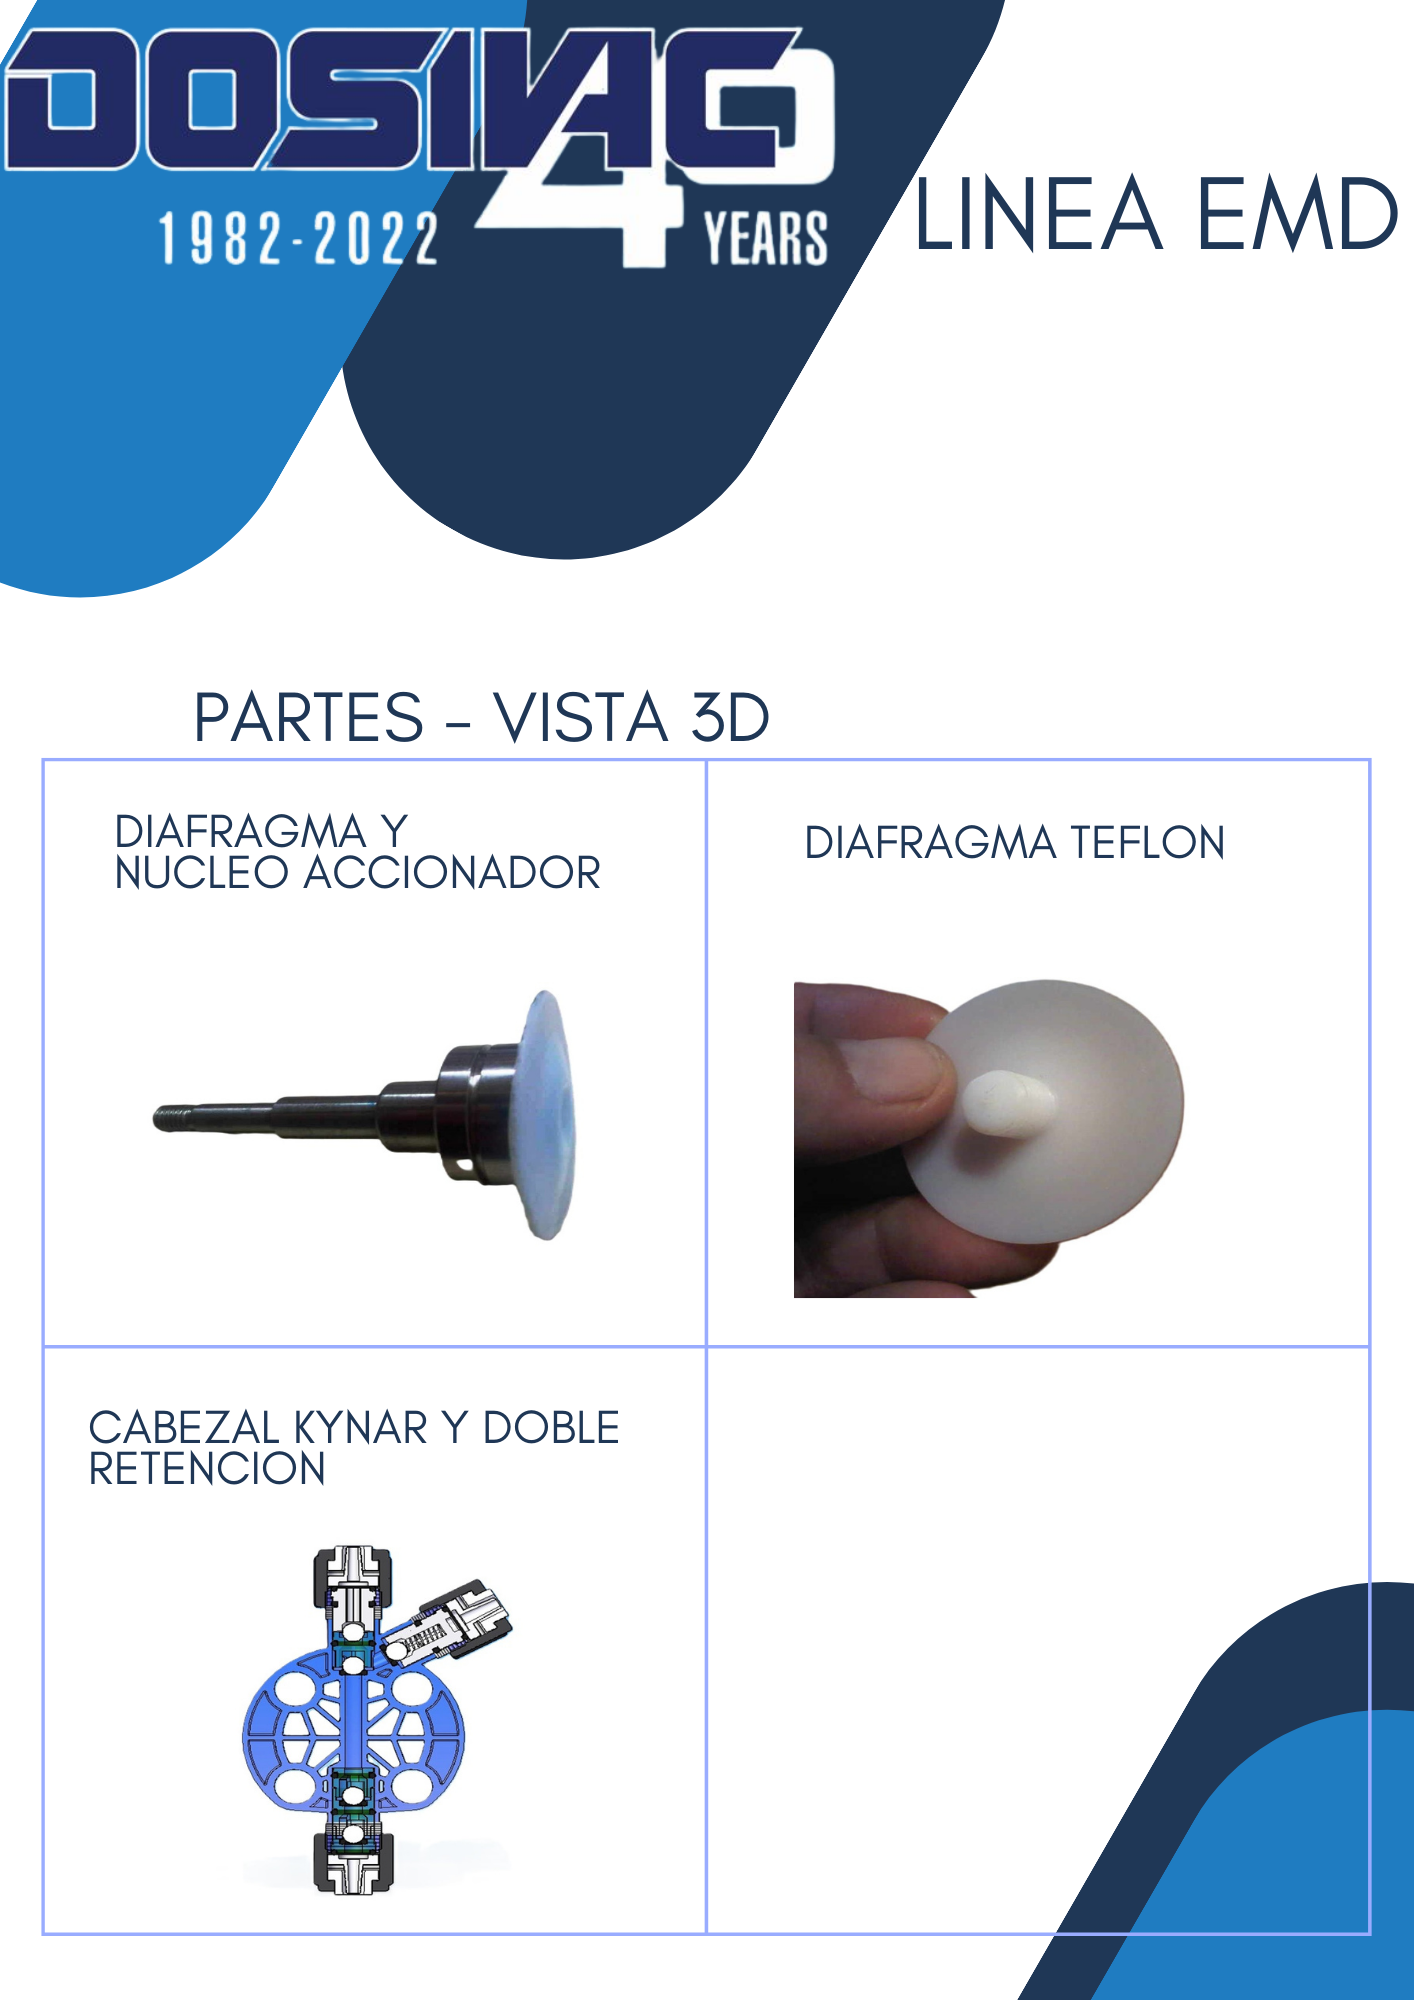 DOSIVAC
40
1982-2022
YEARS
LINEA EMD
PARTES - VISTA 3D
DIAFRAGMA Y
NUCLEO ACCIONADOR
DIAFRAGMA TEFLON
CABEZAL KYNAR Y DOBLE
RETENCION